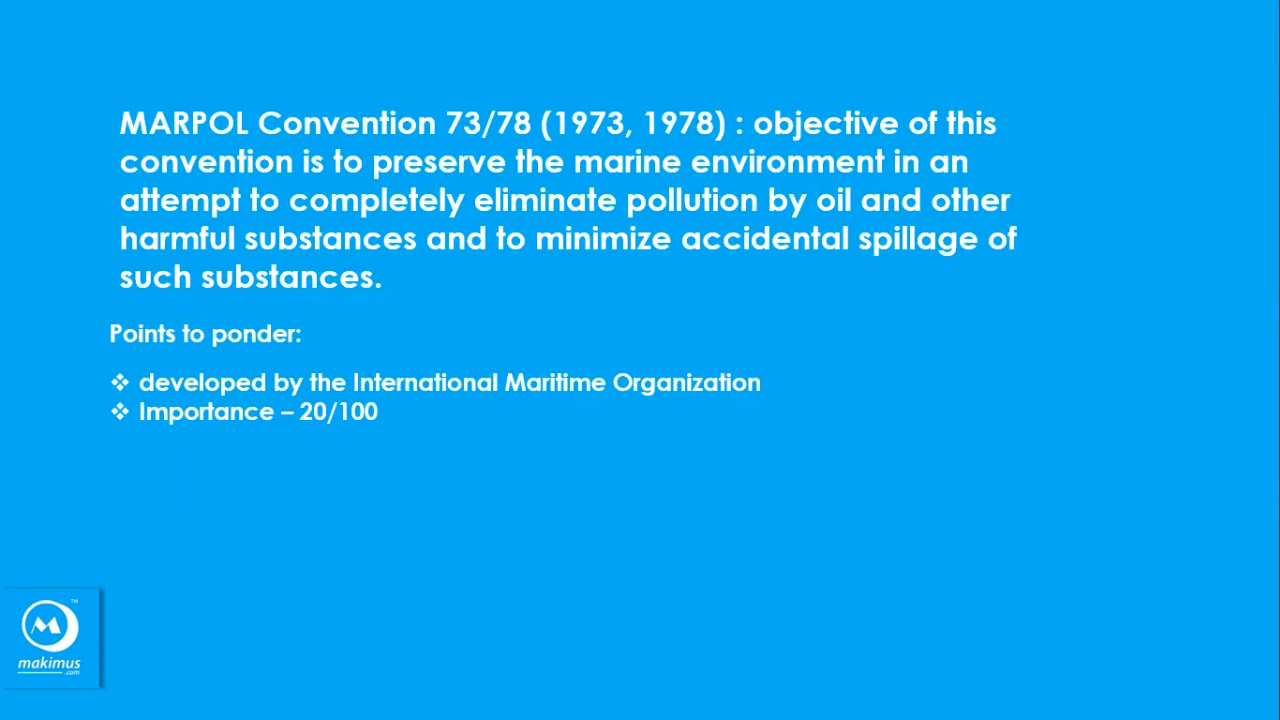 MARPOL Convention 73/78 (1973, 1978) : objective of this
convention is to preserve the marine environment in an
attempt to completely eliminate pollution by oil and other
harmful substances and to minimize accidental spillage of
such substances.
Points to ponder:
❖ developed by the International Maritime Organization
❖ Importance – 20/100
M
TM
makimus
.com